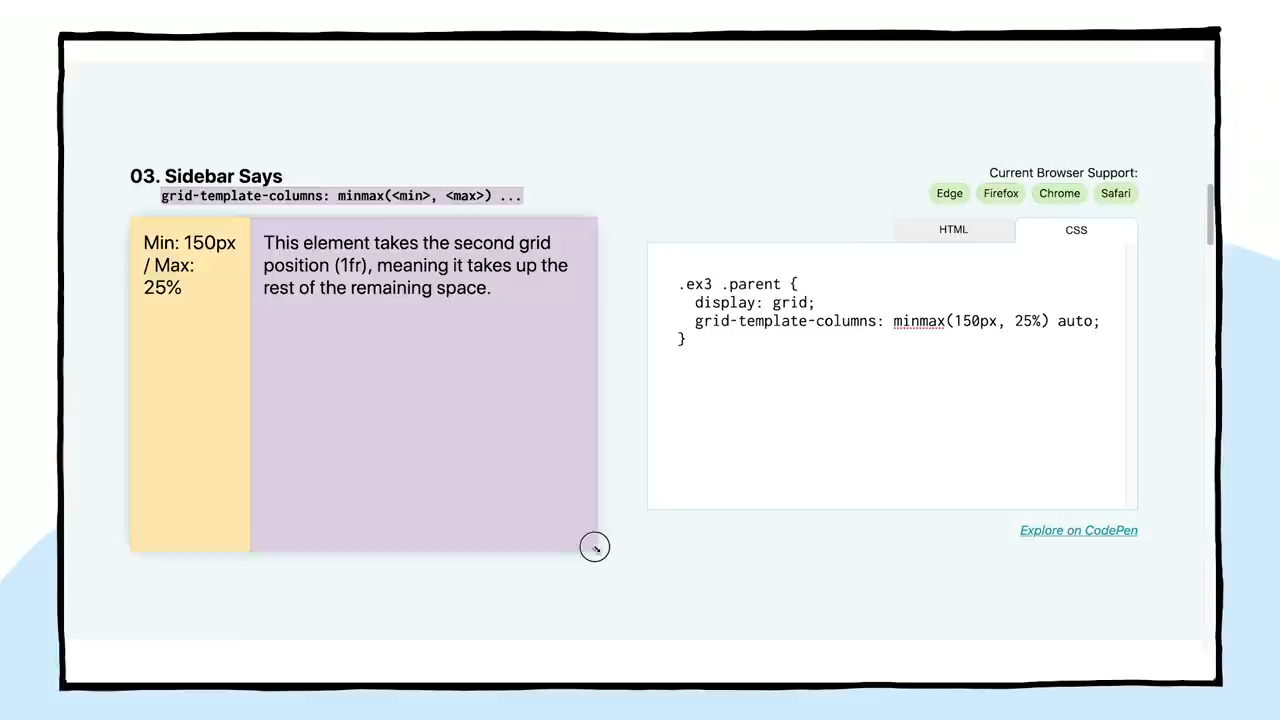 03. Sidebar Says
grid-template-columns: minmax(<min>, <max>) ...
Current Browser Support:
Edge Firefox Chrome Safari
Min: 150px
/ Max:
25%
This element takes the second grid
position (1fr), meaning it takes up the
rest of the remaining space.
HTML CSS
.ex3 .parent {
display: grid;
grid-template-columns: minmax(150px, 25%) auto;
}
Explore on CodePen